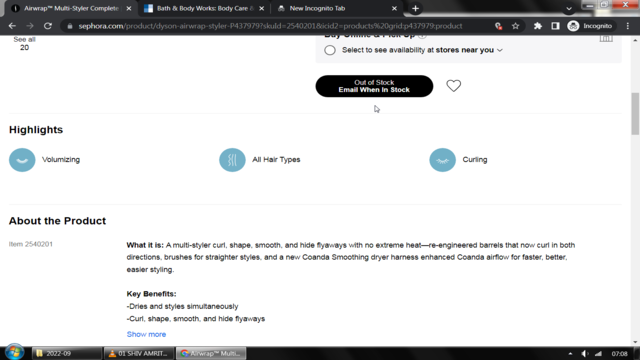 Airwrap™ Multi-Styler Complete
Bath & Body Works: Body Care &
New Incognito Tab
sephora.com/product/dyson-airwrap-styler-P437979?skuId=2540201&icid2=products%20grid:p437979:product
Incognito
See all
20
Buy Online & Pick Up
Select to see availability at stores near you
Out of Stock
Email When In Stock
Highlights
Volumizing
All Hair Types
Curling
About the Product
Item 2540201
What it is: A multi-styler curl, shape, smooth, and hide flyaways with no extreme heat—re-engineered barrels that now curl in both
directions, brushes for straighter styles, and a new Coanda Smoothing dryer harness enhanced Coanda airflow for faster, better,
easier styling.
Key Benefits:
-Dries and styles simultaneously
-Curl, shape, smooth, and hide flyaways
Show more
2022-09
01 SHIV AMRIT...
Airwrap™ Multi-...
07:08